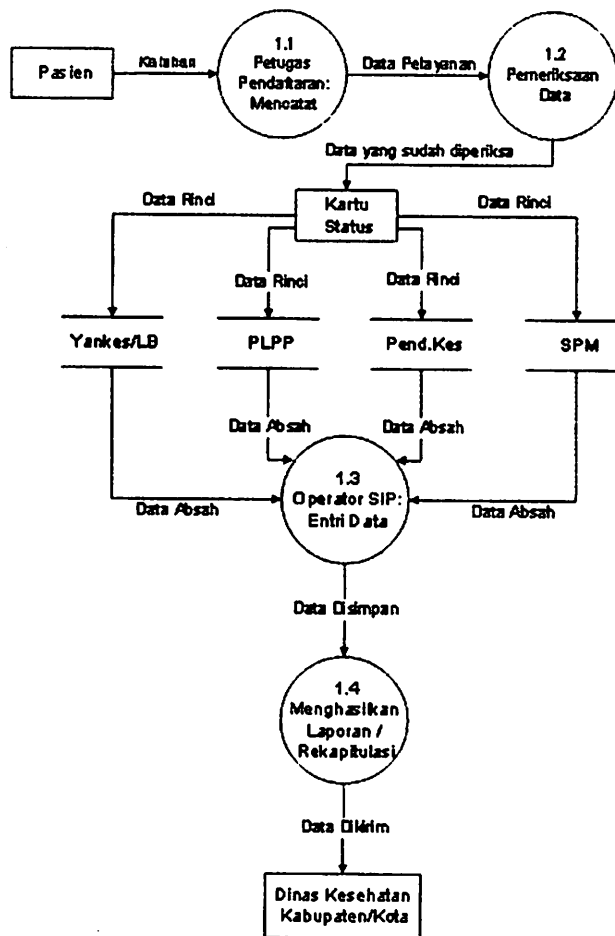 Pasien
Keluhan
1.1
Petugas
Pendaftaran:
Mencatat
Data Pelayanan
1.2
Pemeriksaan
Data
Data yang sudah diperiksa
Kartu
Status
Data Rinci
Data Rinci
Data Rinci
Data Rinci
Yankes/LB
PLPP
Pend.Kes
SPM
Data Absah
Data Absah
Data Absah
Data Absah
1.3
Operator SIP:
Entri Data
Data Disimpan
1.4
Menghasilkan
Laporan /
Rekapitulasi
Data Dikirim
Dinas Kesehatan
Kabupaten/Kota